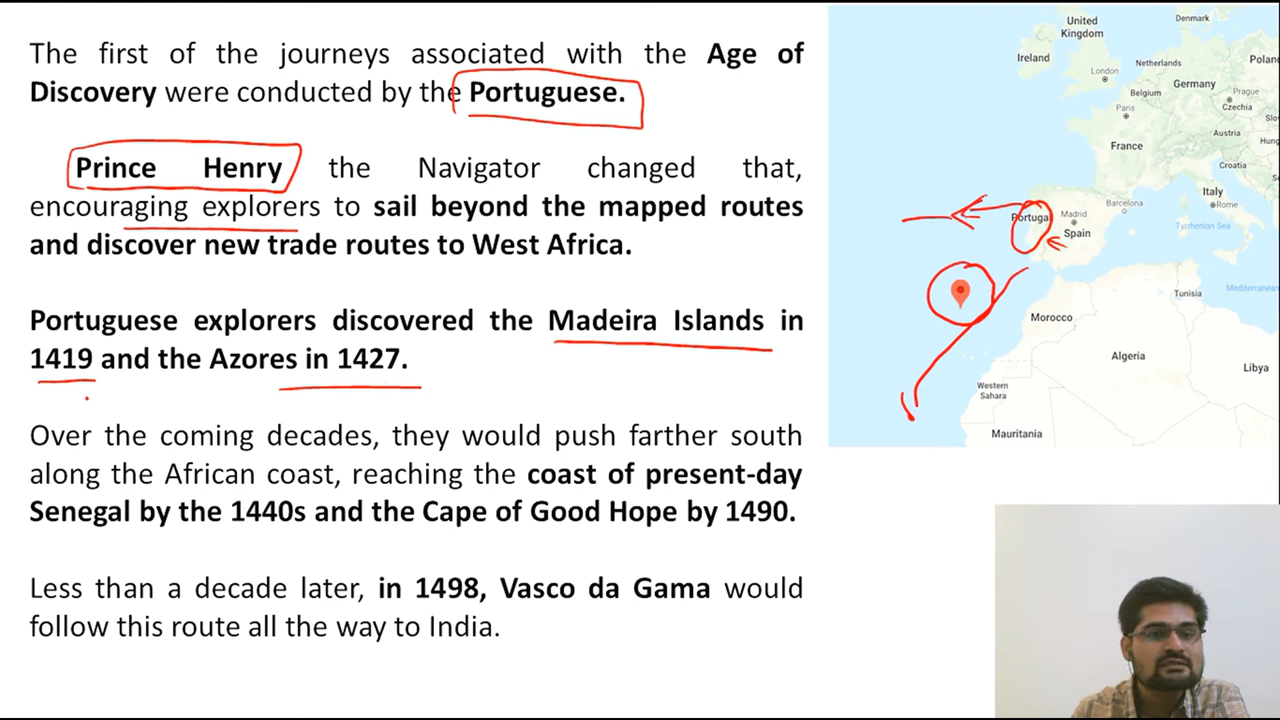 The first of the journeys associated with the Age of
Discovery were conducted by the Portuguese.
Prince Henry the Navigator changed that,
encouraging explorers to sail beyond the mapped routes
and discover new trade routes to West Africa.
Portuguese explorers discovered the Madeira Islands in
1419 and the Azores in 1427.
Over the coming decades, they would push farther south
along the African coast, reaching the coast of present-day
Senegal by the 1440s and the Cape of Good Hope by 1490.
Less than a decade later, in 1498, Vasco da Gama would
follow this route all the way to India.
United
Kingdom
Denmark
Ireland
Netherlands
Poland
London
Germany
Belgium
Prague
Czechia
Paris
Slo
Austria
Hung
France
Croatia
Italy
Rome
Barcelona
Portuga
Madrid
Spain
Tyrrhenian Sea
Tunisia
Mediterranean
Morocco
Algeria
Libya
Western
Sahara
Mauritania